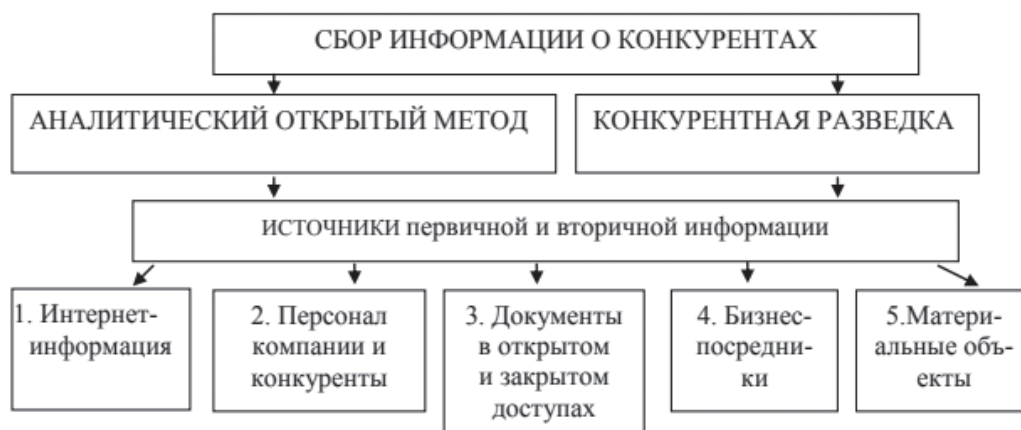 СБОР ИНФОРМАЦИИ О КОНКУРЕНТАХ
АНАЛИТИЧЕСКИЙ ОТКРЫТЫЙ МЕТОД
КОНКУРЕНТНАЯ РАЗВЕДКА
ИСТОЧНИКИ первичной и вторичной информации
1. Интернет-
информация
2. Персонал
компании и
конкуренты
3. Документы
в открытом
и закрытом
доступах
4. Бизнес-
посредни-
ки
5.Матери-
альные объ-
екты